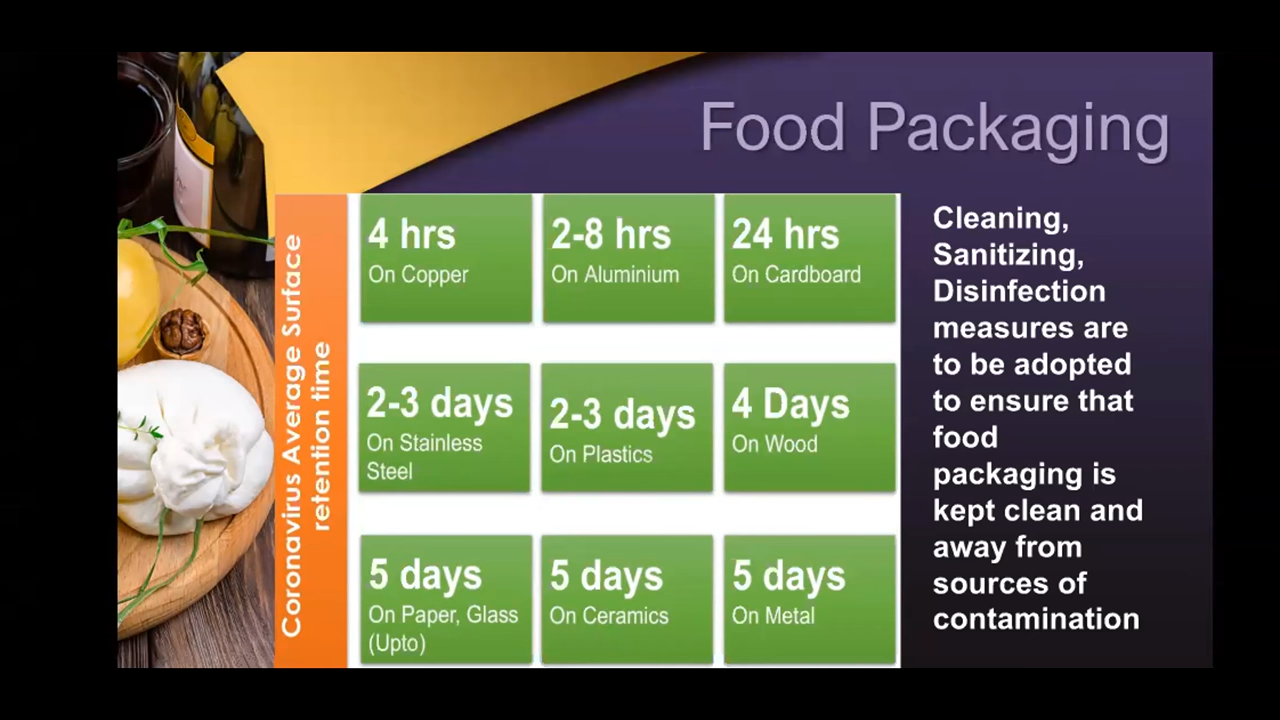 Food Packaging
Coronavirus Average Surface
retention time
4 hrs
On Copper
2-8 hrs
On Aluminium
24 hrs
On Cardboard
2-3 days
On Stainless
Steel
2-3 days
On Plastics
4 Days
On Wood
5 days
On Paper, Glass
(Upto)
5 days
On Ceramics
5 days
On Metal
Cleaning,
Sanitizing,
Disinfection
measures are
to be adopted
to ensure that
food
packaging is
kept clean and
away from
sources of
contamination